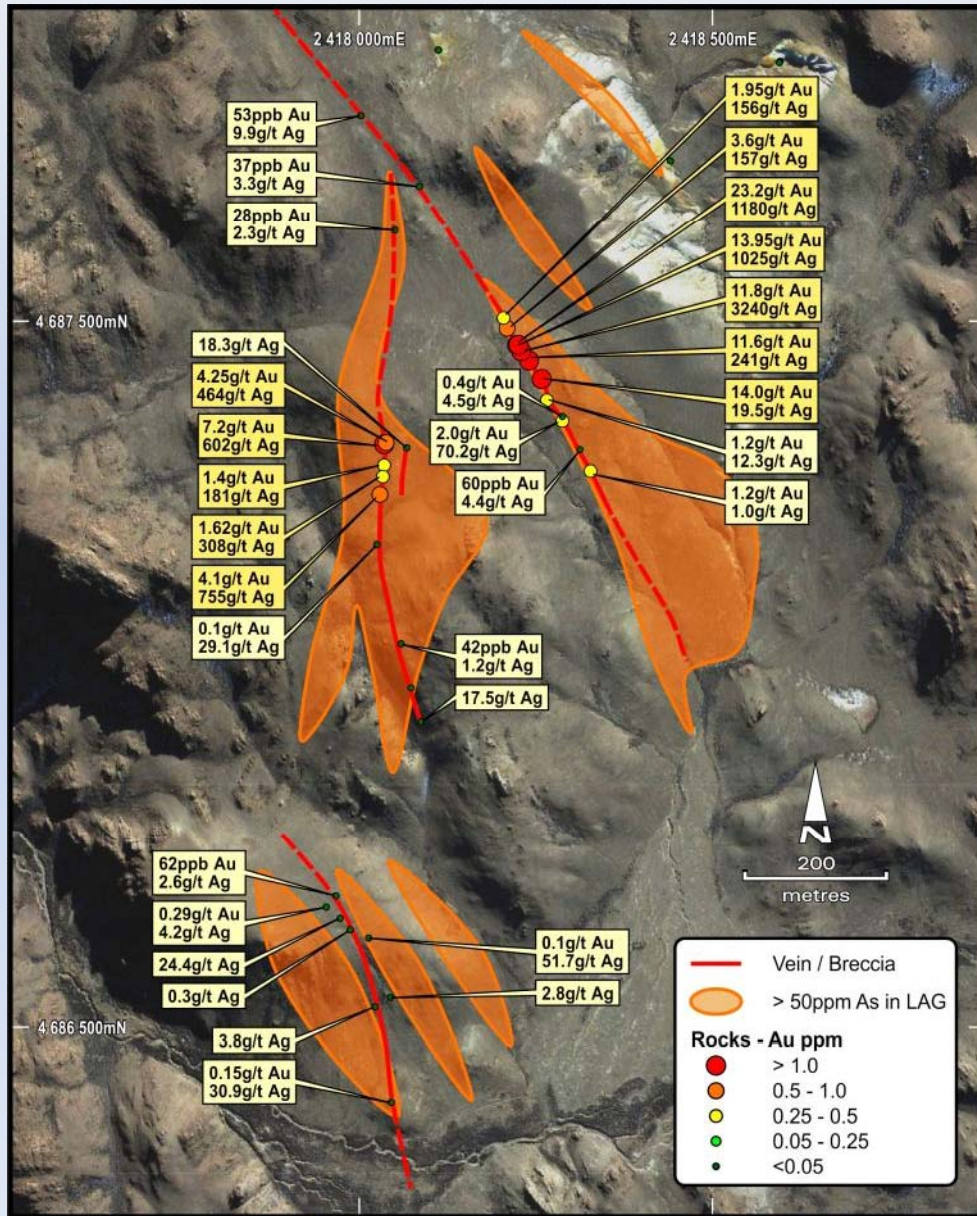 2 418 000mE
2 418 500mE
53ppb Au
9.9g/t Ag
37ppb Au
3.3g/t Ag
28ppb Au
2.3g/t Ag
1.95g/t Au
156g/t Ag
3.6g/t Au
157g/t Ag
23.2g/t Au
1180g/t Ag
13.95g/t Au
1025g/t Ag
11.8g/t Au
3240g/t Ag
11.6g/t Au
241g/t Ag
14.0g/t Au
19.5g/t Ag
1.2g/t Au
12.3g/t Ag
1.2g/t Au
1.0g/t Ag
4 687 500mN
18.3g/t Ag
4.25g/t Au
464g/t Ag
7.2g/t Au
602g/t Ag
1.4g/t Au
181g/t Ag
1.62g/t Au
308g/t Ag
4.1g/t Au
755g/t Ag
0.1g/t Au
29.1g/t Ag
0.4g/t Au
4.5g/t Ag
2.0g/t Au
70.2g/t Ag
60ppb Au
4.4g/t Ag
42ppb Au
1.2g/t Ag
17.5g/t Ag
N
200
metres
62ppb Au
2.6g/t Ag
0.29g/t Au
4.2g/t Ag
24.4g/t Ag
0.3g/t Ag
4 686 500mN
3.8g/t Ag
0.15g/t Au
30.9g/t Ag
0.1g/t Au
51.7g/t Ag
2.8g/t Ag
Vein / Breccia
> 50ppm As in LAG
Rocks - Au ppm
> 1.0
0.5 - 1.0
0.25 - 0.5
0.05 - 0.25
<0.05